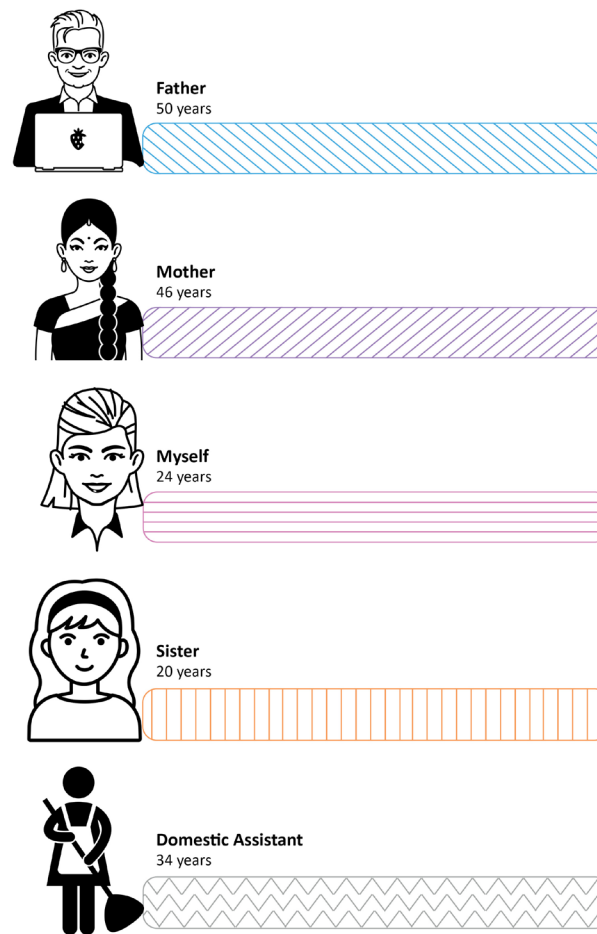 Father
50 years
Mother
46 years
Myself
24 years
Sister
20 years
Domestic Assistant
34 years